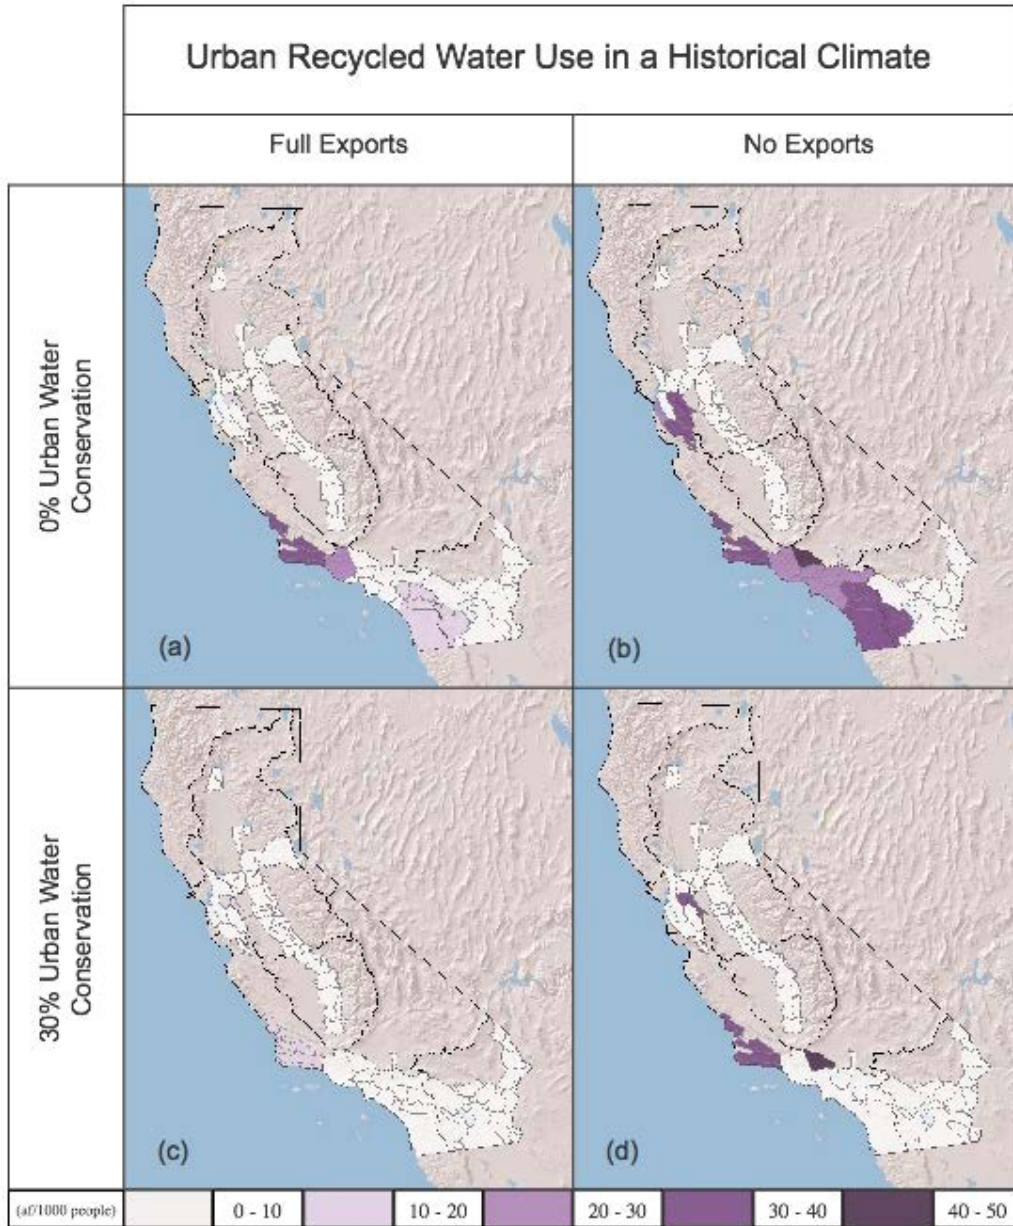 Urban Recycled Water Use in a Historical Climate
Full Exports
No Exports
0% Urban Water
Conservation
(a)
(b)
30% Urban Water
Conservation
(c)
(d)
(af/1000 people)
0 - 10
10 - 20
20 - 30
30 - 40
40 - 50